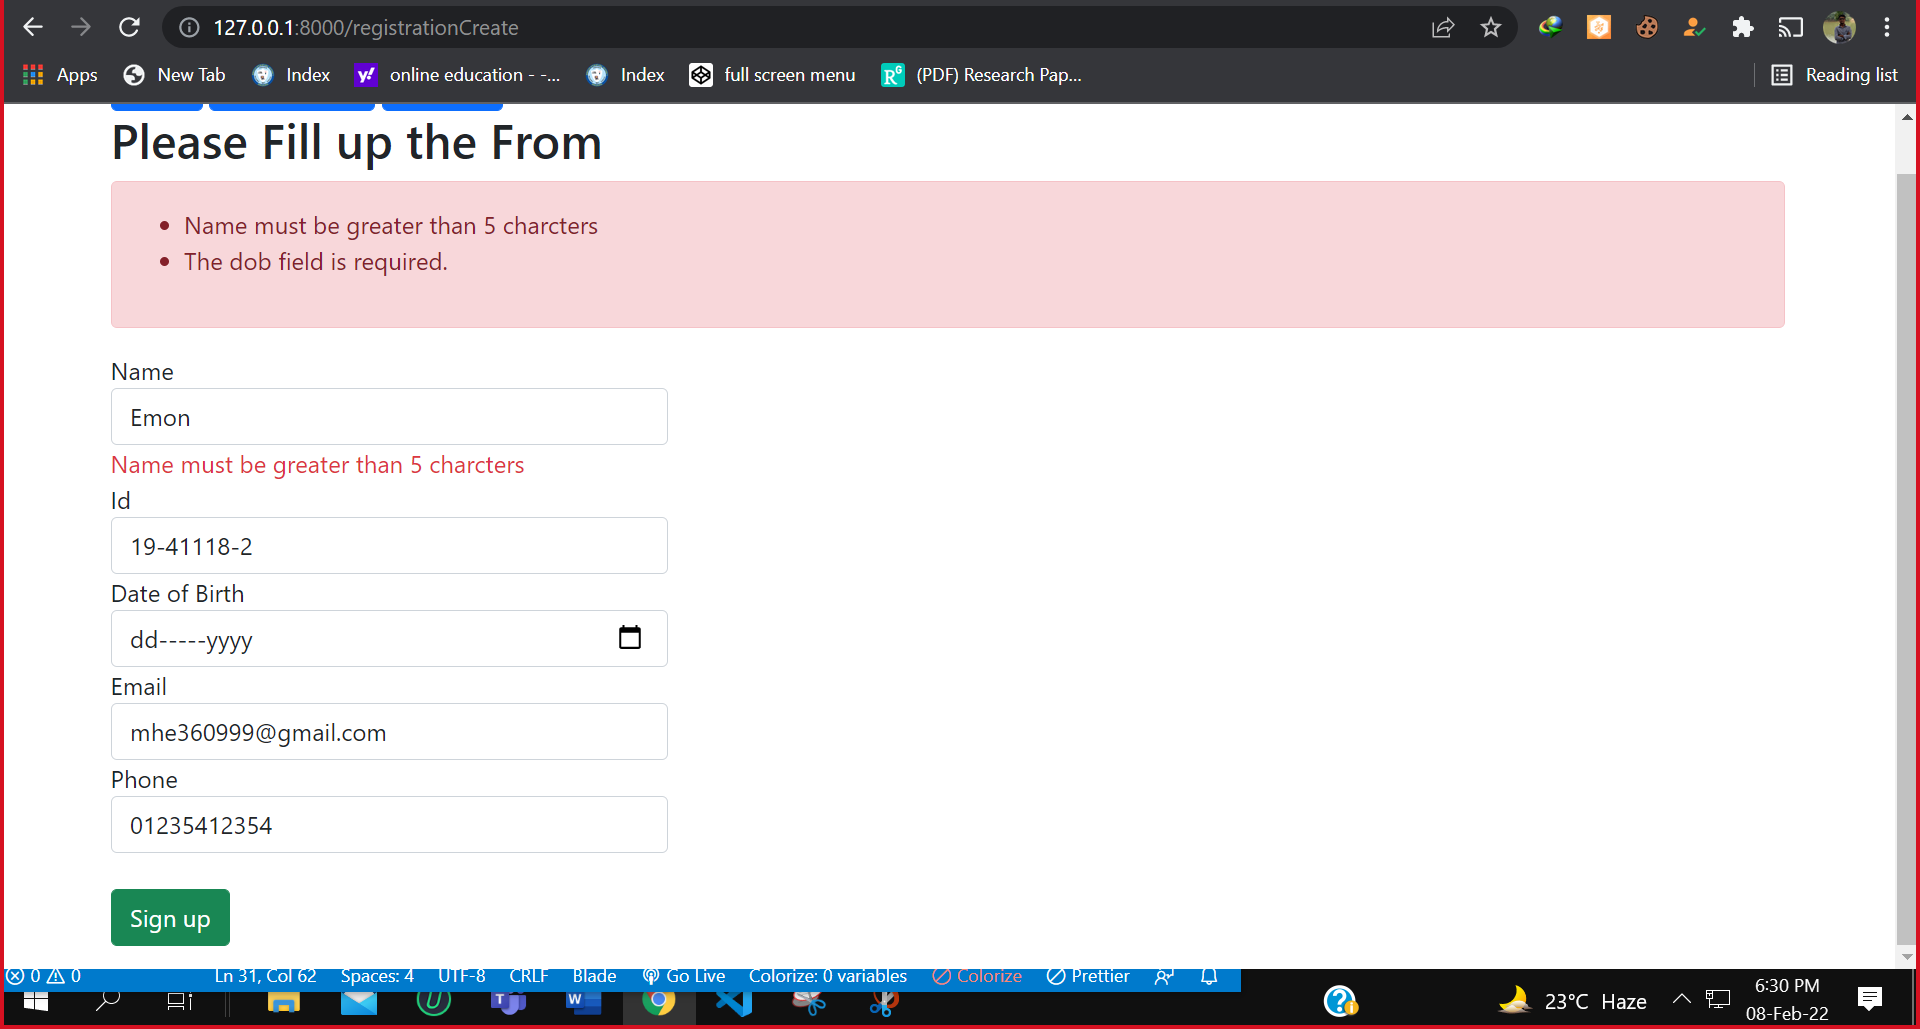 127.0.0.1:8000/registrationCreate
Apps New Tab Index online education - -... Index full screen menu (PDF) Research Pap... Reading list
Please Fill up the From
Name must be greater than 5 charcters
The dob field is required.
Name
Emon
Name must be greater than 5 charcters
Id
19-41118-2
Date of Birth
dd-----yyyy
Email
mhe360999@gmail.com
Phone
01235412354
Sign up
0 0 Ln 31, Col 62 Spaces: 4 UTF-8 CRLF Blade Go Live Colorize: 0 variables Colorize Prettier
23°C Haze
6:30 PM
08-Feb-22